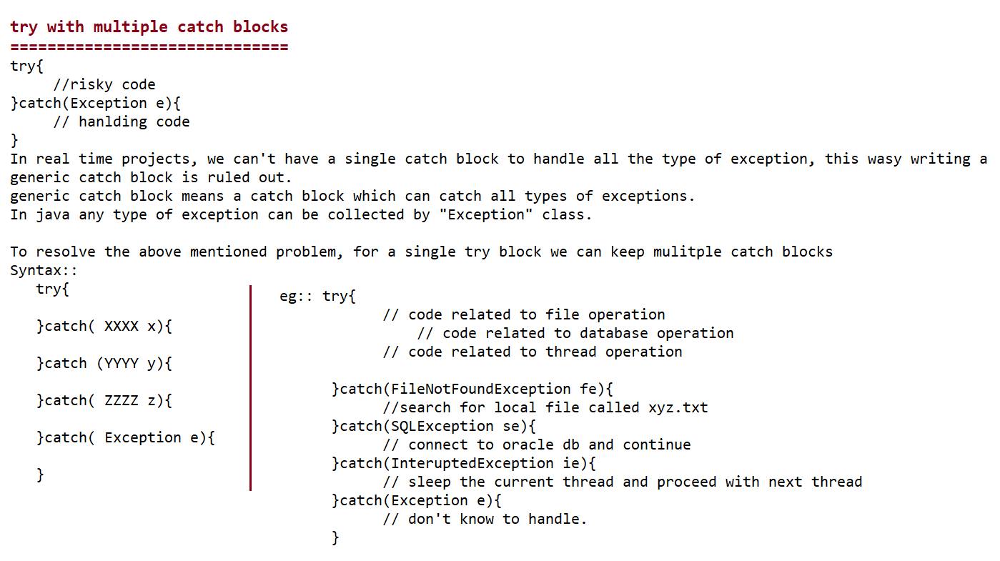 try with multiple catch blocks
==============================
try{
//risky code
}catch(Exception e){
// hanlding code
}
In real time projects, we can't have a single catch block to handle all the type of exception, this wasy writing a
generic catch block is ruled out.
generic catch block means a catch block which can catch all types of exceptions.
In java any type of exception can be collected by "Exception" class.
To resolve the above mentioned problem, for a single try block we can keep mulitple catch blocks
Syntax::
try{
}catch( XXXX x){
}catch (YYYY y){
}catch( ZZZZ z){
}catch( Exception e){
}
eg:: try{
// code related to file operation
// code related to database operation
// code related to thread operation
}catch(FileNotFoundException fe){
//search for local file called xyz.txt
}catch(SQLException se){
// connect to oracle db and continue
}catch(InteruptedException ie){
// sleep the current thread and proceed with next thread
}catch(Exception e){
// don't know to handle.
}